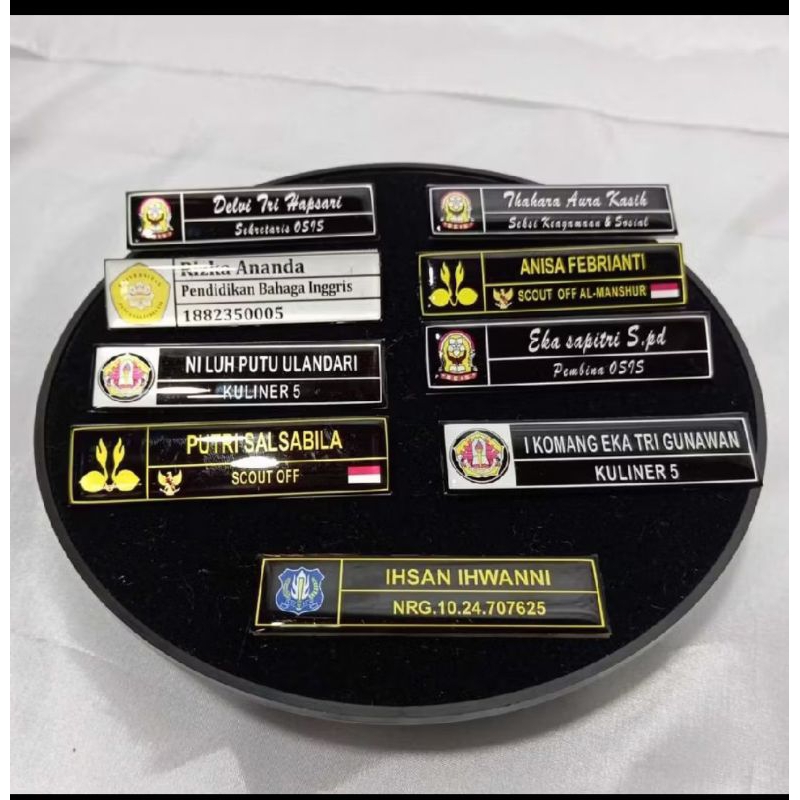 Delvi Tri Hapsari
Sekretaris OSIS
Thahara Aura Kasih
Seksi Keagamaan & Sosial
Rizka Ananda
Pendidikan Bahaga Inggris
1882350005
ANISA FEBRIANTI
SCOUT OFF AL-MANSHUR
NI LUH PUTU ULANDARI
KULINER 5
Eka sapitri S.pd
Pembina OSIS
PUTRI SALSABILA
SCOUT OFF
I KOMANG EKA TRI GUNAWAN
KULINER 5
IHSAN IHWANNI
NRG.10.24.707625